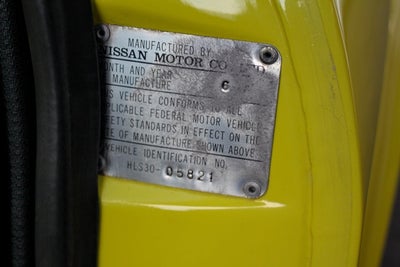 MANUFACTURED BY
NISSAN MOTOR CO., LTD.
MONTH AND YEAR
MANUFACTURE
THIS VEHICLE CONFORMS TO ALL
APPLICABLE FEDERAL MOTOR VEHICLE
SAFETY STANDARDS IN EFFECT ON THE
DATE OF MANUFACTURE SHOWN ABOVE
VEHICLE IDENTIFICATION NO.
HLS30- 05821